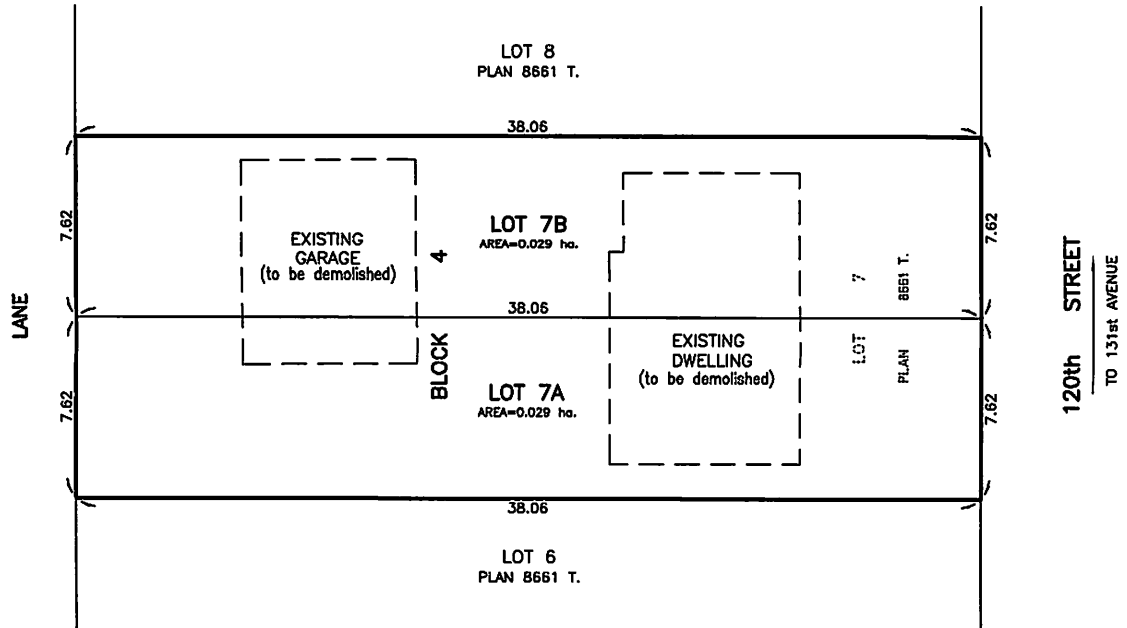 LOT 8
PLAN 8661 T.
38.06
7.62
7.62
LOT 7B
AREA=0.029 ha.
EXISTING
GARAGE
(to be demolished)
BLOCK 4
LOT 7
PLAN 8661 T.
LANE
120th STREET
TO 131st AVENUE
38.06
EXISTING
DWELLING
(to be demolished)
LOT 7A
AREA=0.029 ha.
7.62
7.62
38.06
LOT 6
PLAN 8661 T.